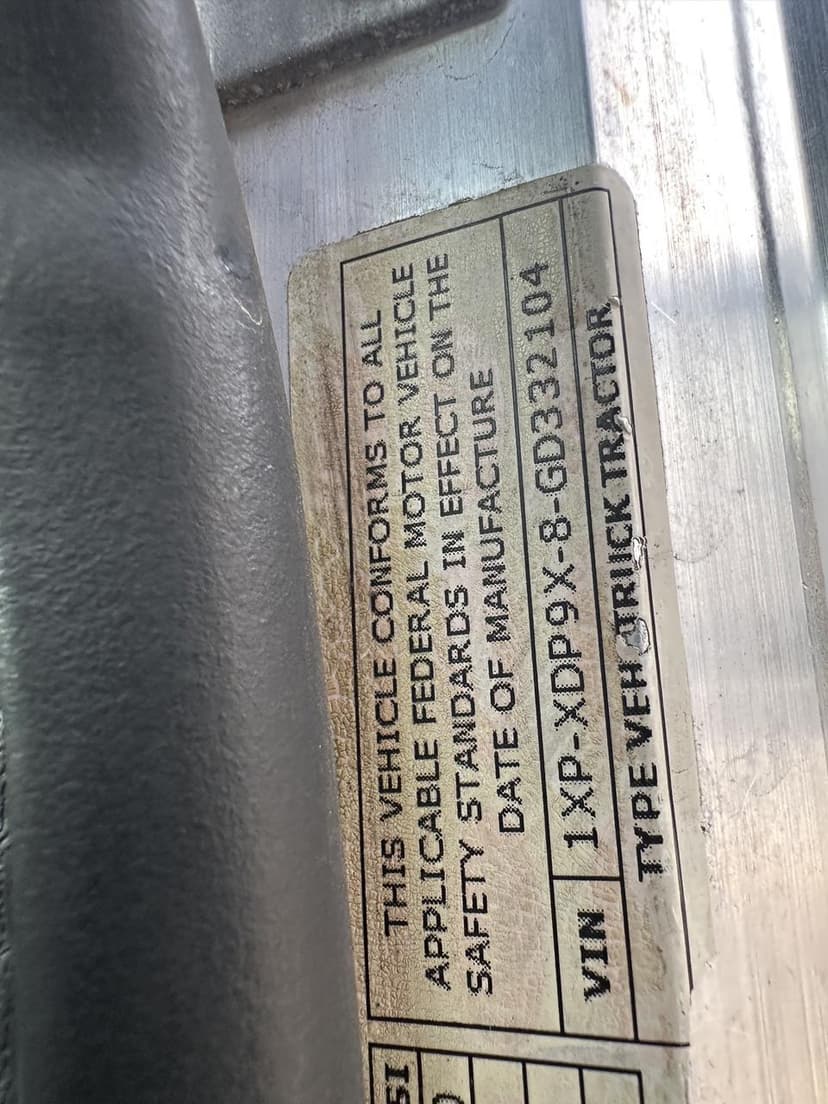 THIS VEHICLE CONFORMS TO ALL
APPLICABLE FEDERAL MOTOR VEHICLE
SAFETY STANDARDS IN EFFECT ON THE
DATE OF MANUFACTURE
VIN 1XP-XDP9X-8-GD332104
TYPE VEH TRUCK TRACTOR